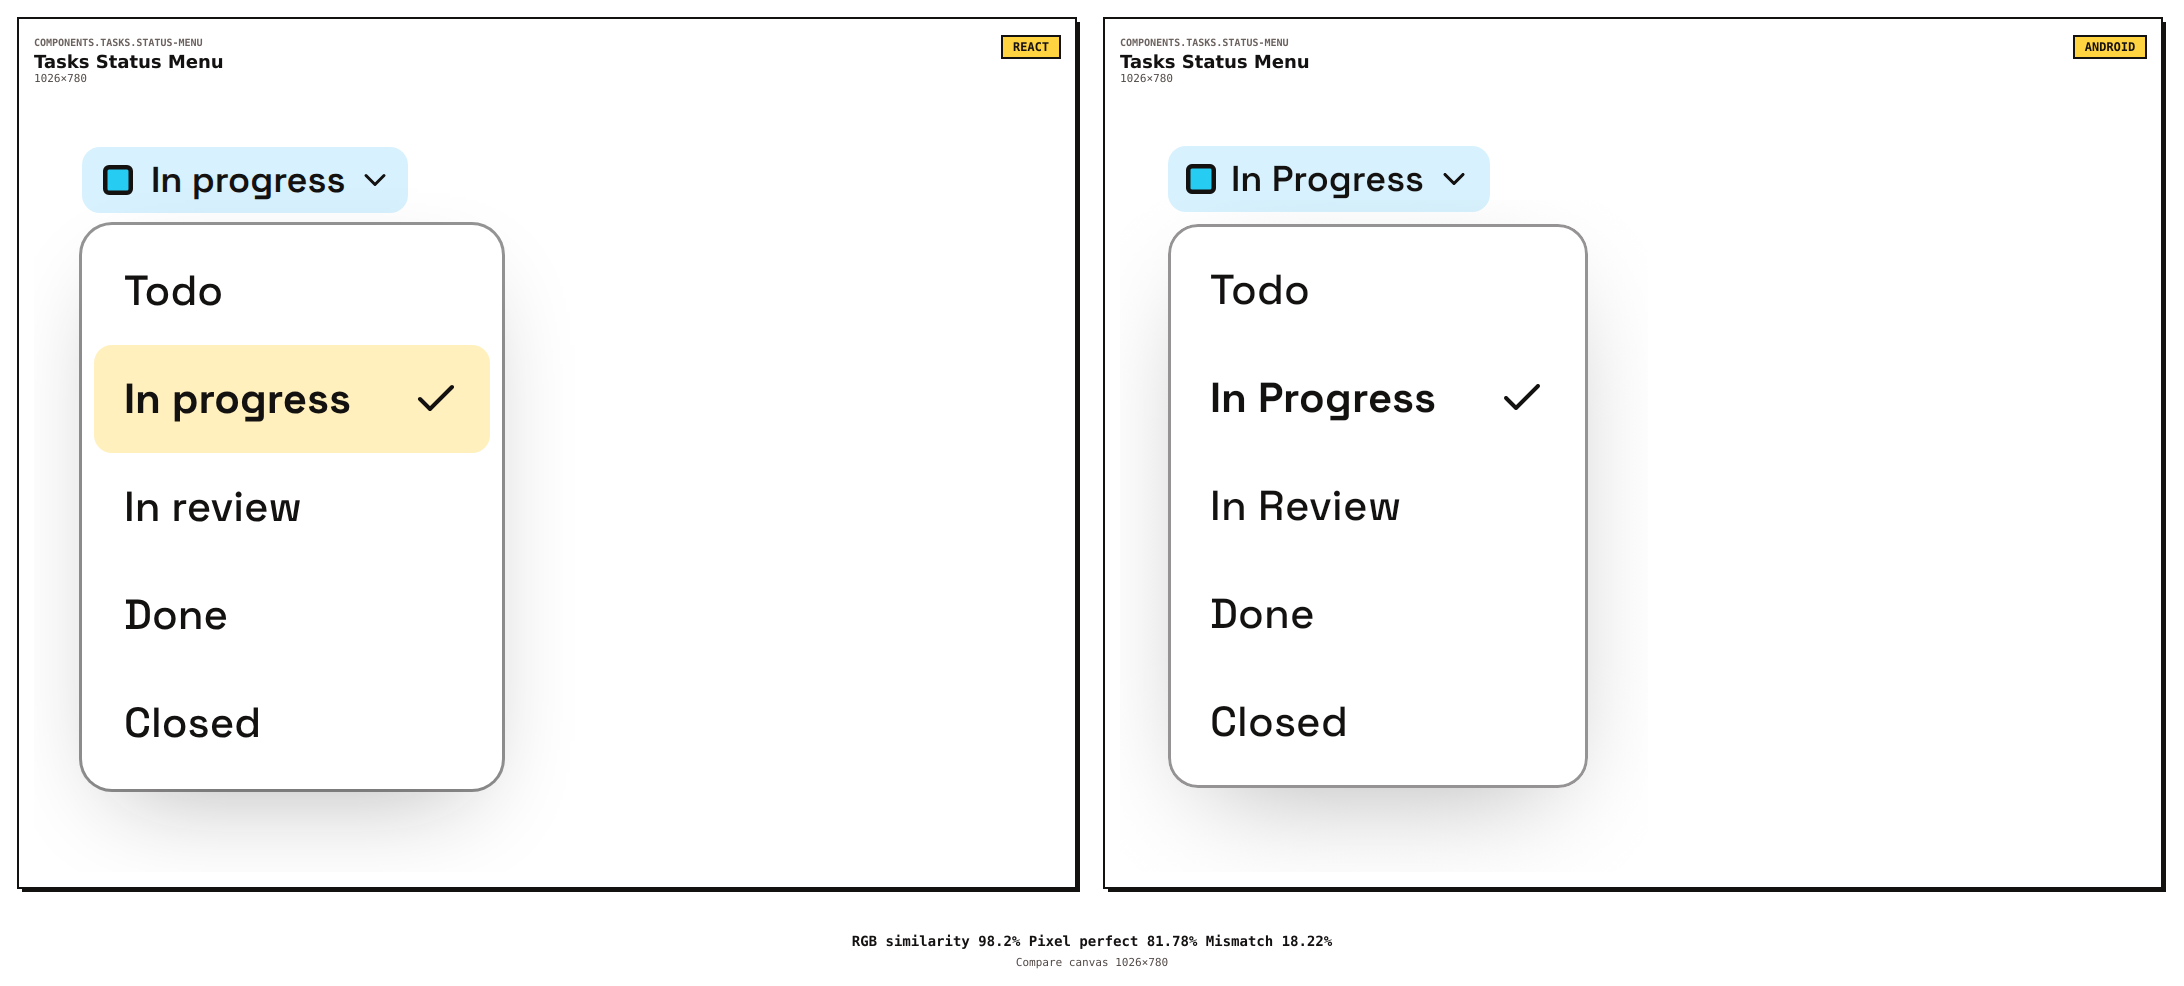 COMPONENTS.TASKS.STATUS-MENU
Tasks Status Menu
1026×780
REACT
In progress
Todo
In progress
In review
Done
Closed
COMPONENTS.TASKS.STATUS-MENU
Tasks Status Menu
1026×780
ANDROID
In Progress
Todo
In Progress
In Review
Done
Closed
RGB similarity 98.2% Pixel perfect 81.78% Mismatch 18.22%
Compare canvas 1026×780